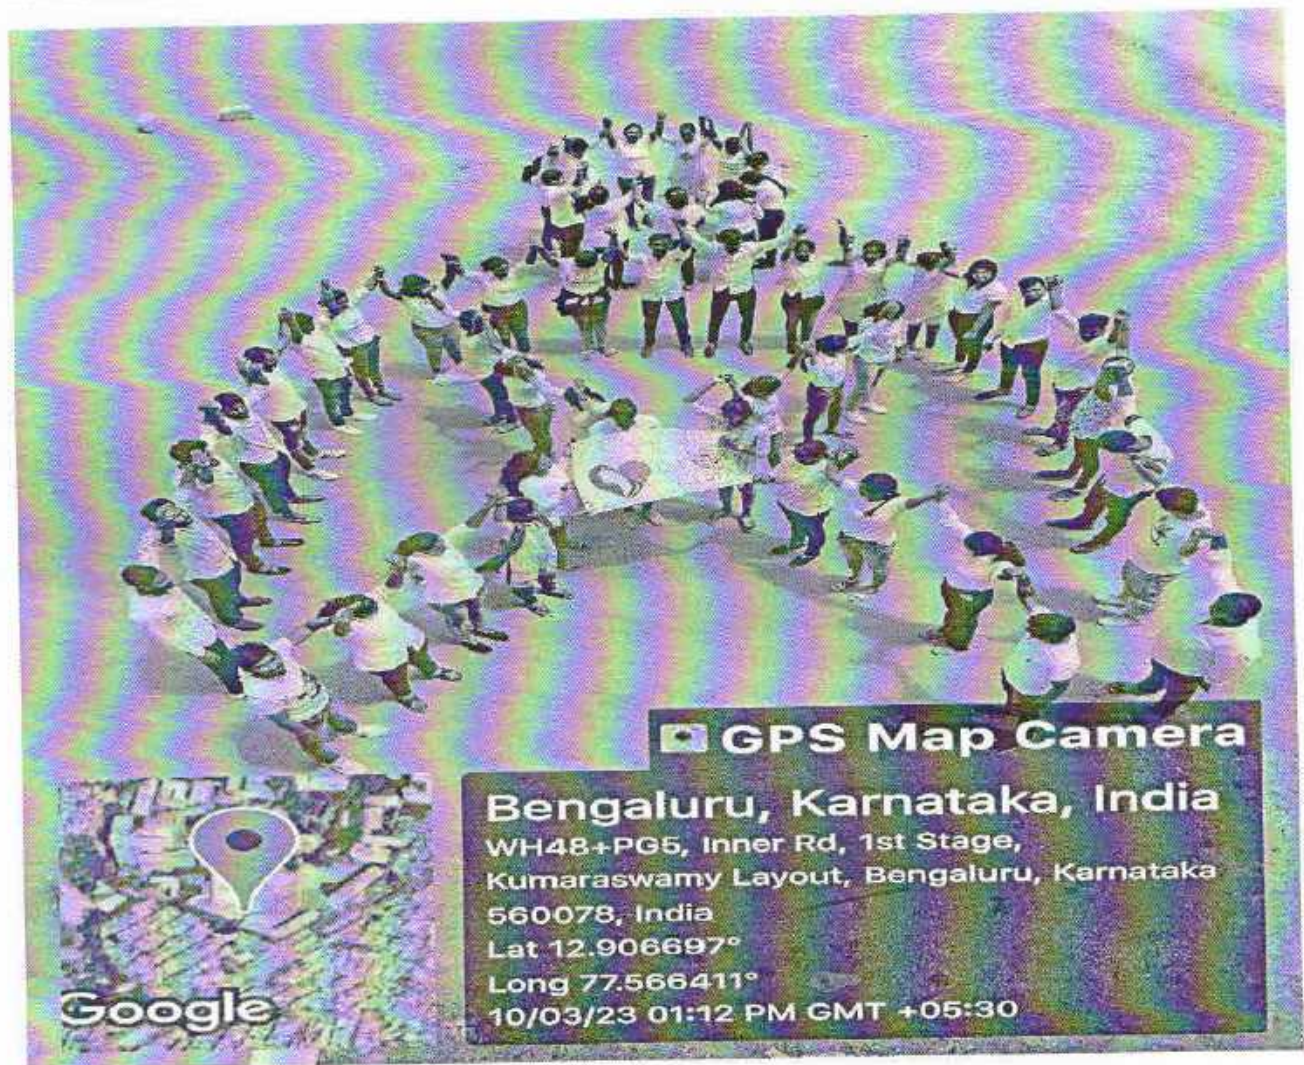 GPS Map Camera
Bengaluru, Karnataka, India
WH48+PG5, Inner Rd, 1st Stage,
Kumaraswamy Layout, Bengaluru, Karnataka
560078, India
Lat 12.906697°
Long 77.566411°
10/03/23 01:12 PM GMT +05:30
Google